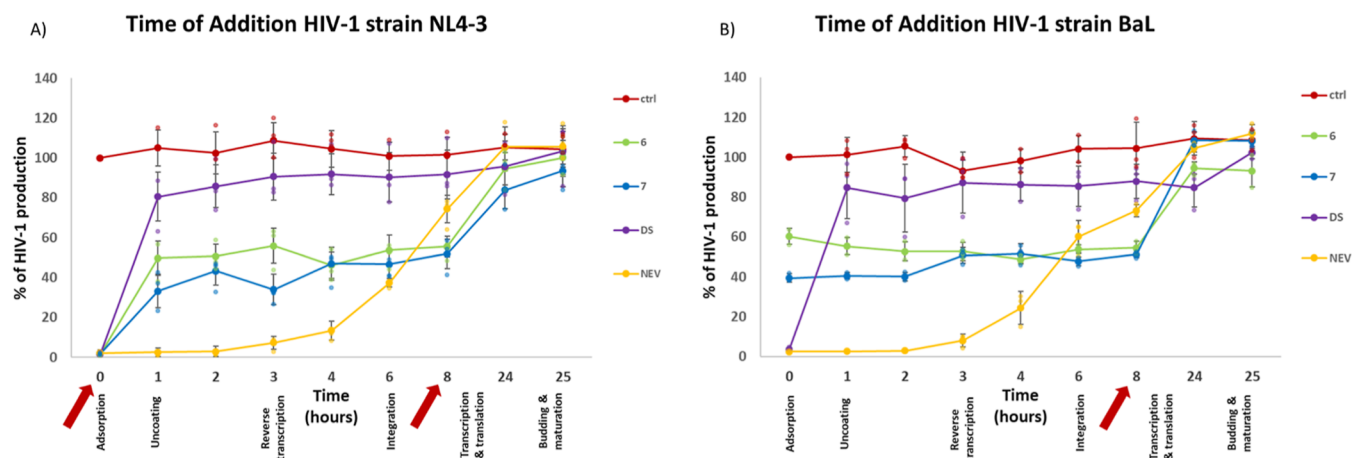 A)
Time of Addition HIV-1 strain NL4-3
% of HIV-1 production
140
120
100
80
60
40
20
0
0
1
2
3
4
6
8
24
25
Time
(hours)
Adsorption
Uncoating
Reverse
transcription
Integration
Transcription
& translation
Budding &
maturation
ctrl
6
7
DS
NEV
B)
Time of Addition HIV-1 strain BaL
% of HIV-1 production
140
120
100
80
60
40
20
0
0
1
2
3
4
6
8
24
25
Time
(hours)
Adsorption
Uncoating
Reverse
transcription
Integration
Transcription
& translation
Budding &
maturation
ctrl
6
7
DS
NEV